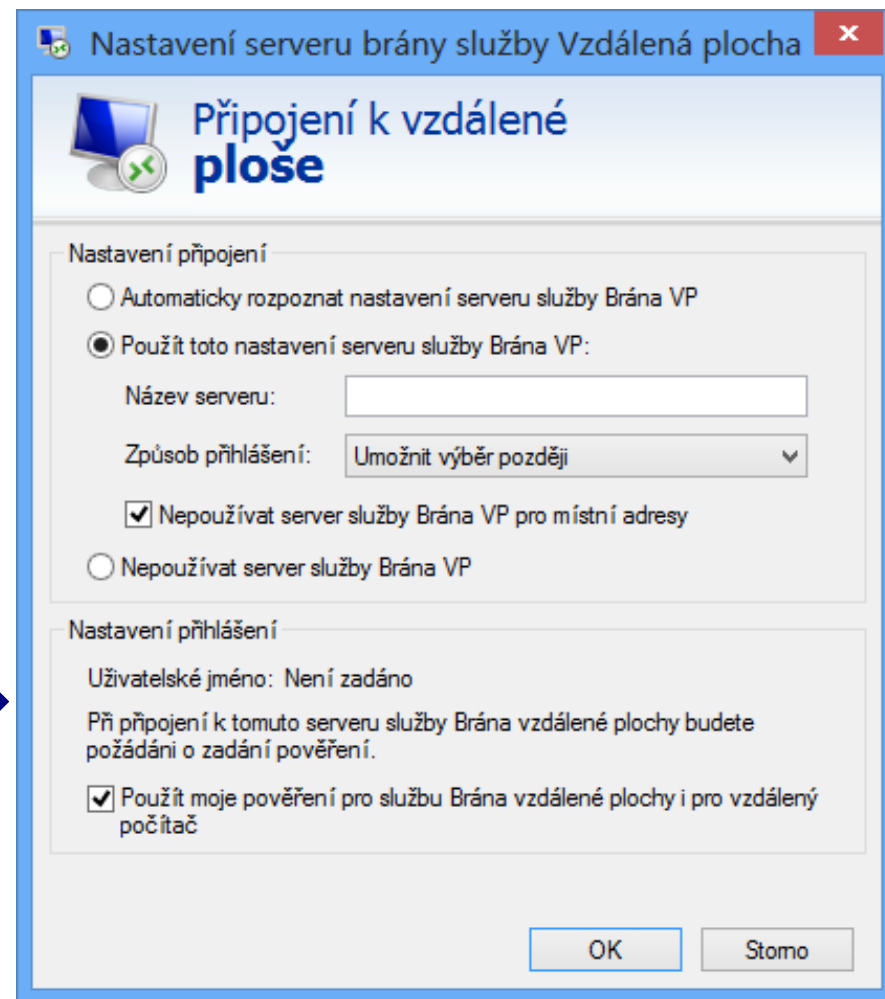 Nastavení serveru brány služby Vzdálená plocha
Připojení k vzdálené
ploše
Nastavení připojení
Automaticky rozpoznat nastavení serveru služby Brána VP
Použít toto nastavení serveru služby Brána VP:
Název serveru:
Způsob přihlášení: Umožnit výběr později
Nepoužívat server služby Brána VP pro místní adresy
Nepoužívat server služby Brána VP
Nastavení přihlášení
Uživatelské jméno: Není zadáno
Při připojení k tomuto serveru služby Brána vzdálené plochy budete
požádáni o zadání pověření.
Použít moje pověření pro službu Brána vzdálené plochy i pro vzdálený
počítač
OK Storno